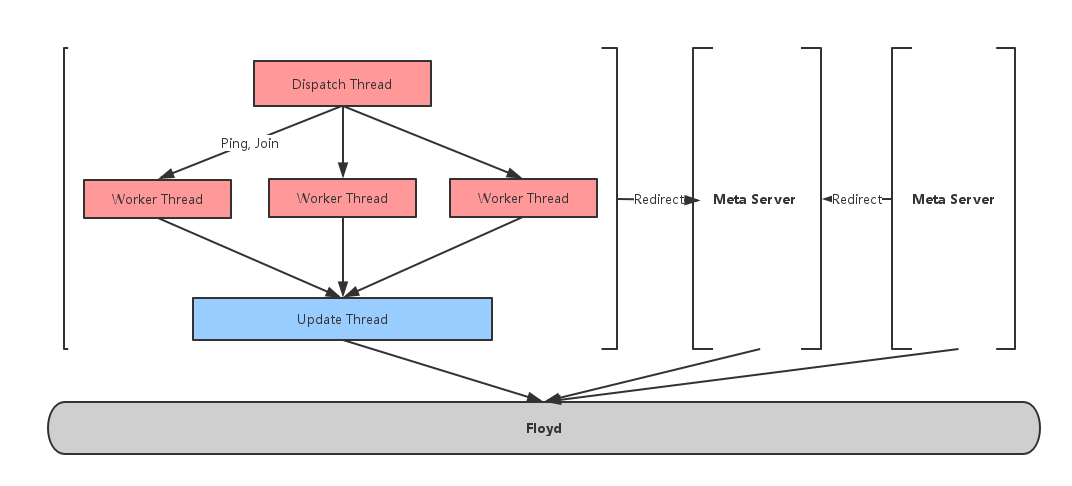 Dispatch Thread
Ping, Join
Worker Thread
Worker Thread
Worker Thread
Redirect
Meta Server
Redirect
Meta Server
Update Thread
Floyd